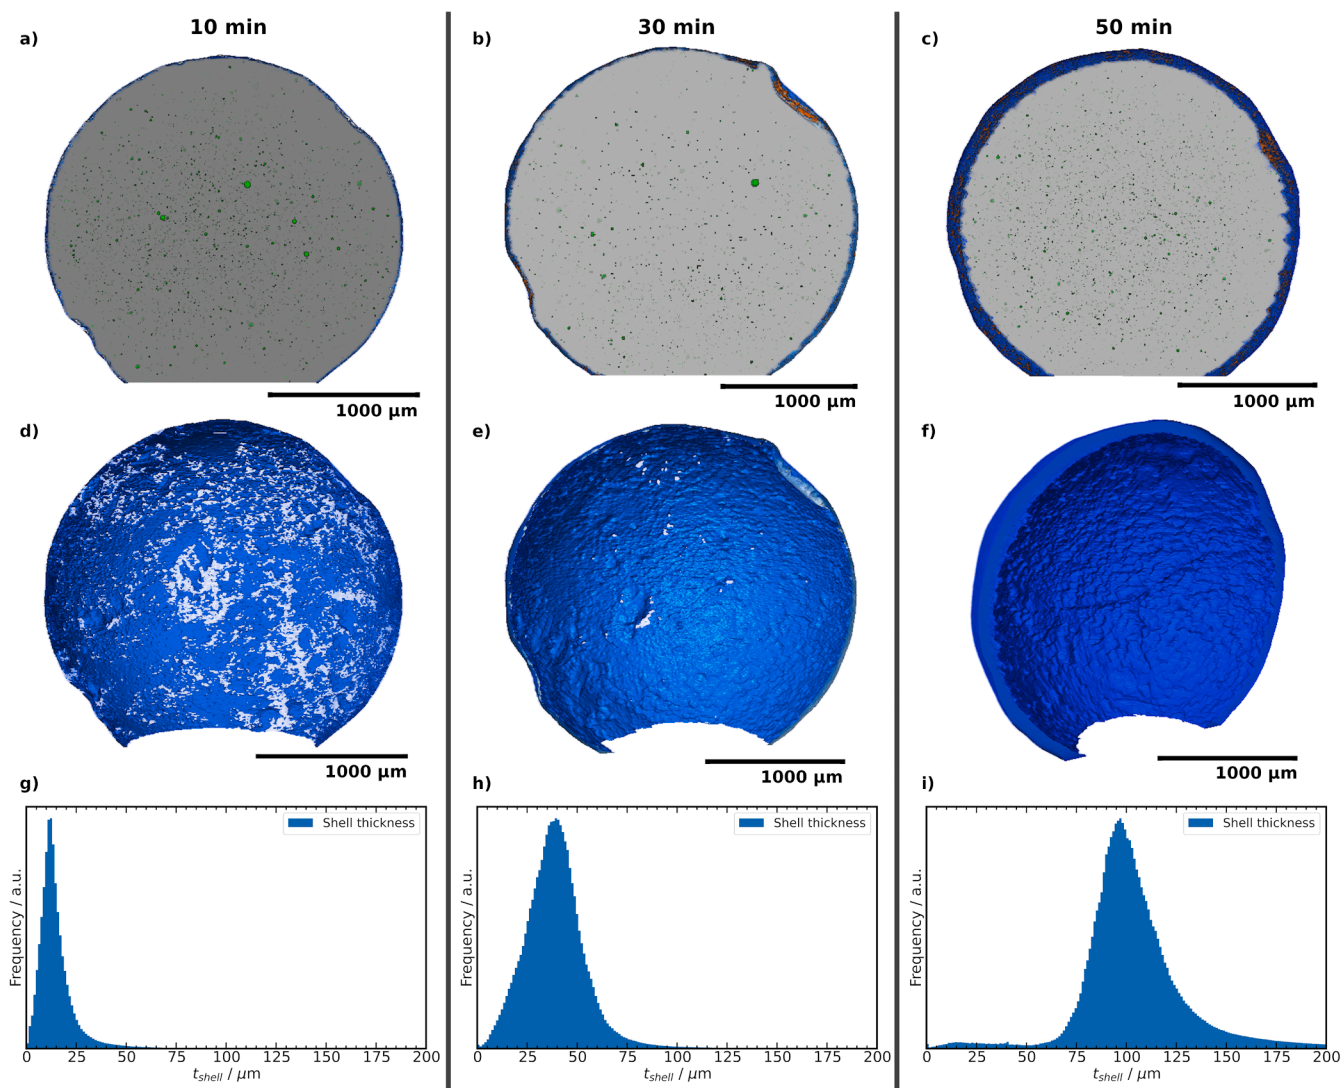 10 min
30 min
50 min
a)
b)
c)
1000 µm
1000 µm
1000 µm
d)
e)
f)
1000 µm
1000 µm
1000 µm
g)
h)
i)
Shell thickness
Shell thickness
Shell thickness
Frequency / a.u.
Frequency / a.u.
Frequency / a.u.
0 25 50 75 100 125 150 175 200
0 25 50 75 100 125 150 175 200
0 25 50 75 100 125 150 175 200
t_shell / µm
t_shell / µm
t_shell / µm